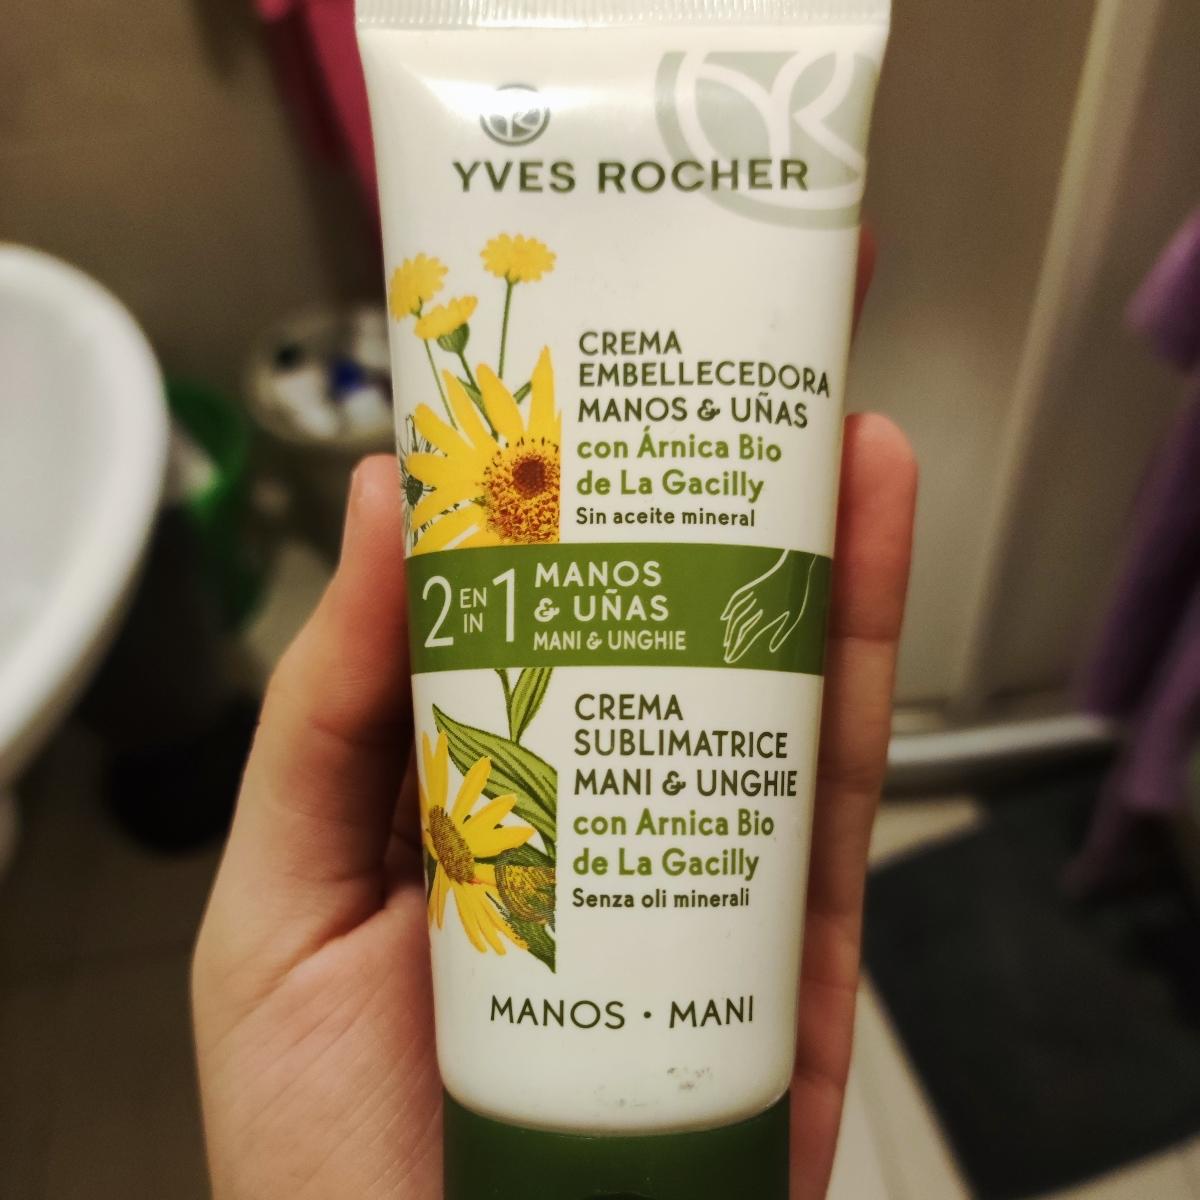 YVES ROCHER
CREMA
EMBELLECEDORA
MANOS & UÑAS
con Árnica Bio
de La Gacilly
Sin aceite mineral
2 EN IN 1
MANOS
& UÑAS
MANI & UNGHIE
CREMA
SUBLIMATRICE
MANI & UNGHIE
con Arnica Bio
de La Gacilly
Senza oli minerali
MANOS • MANI